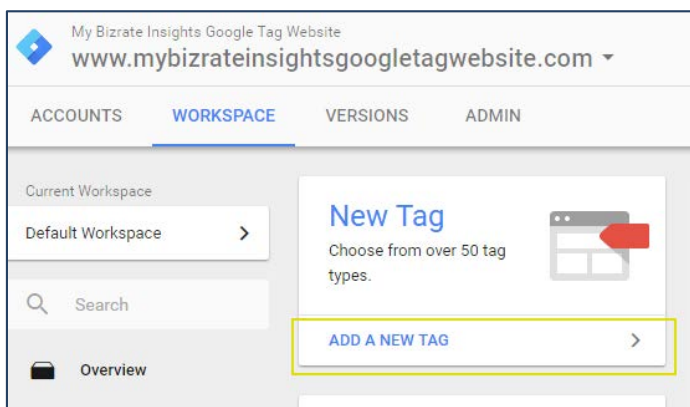 My Bizrate Insights Google Tag Website
www.mybizrateinsightsgoogletagwebsite.com
ACCOUNTS WORKSPACE VERSIONS ADMIN
Current Workspace
Default Workspace
Search
Overview
New Tag
Choose from over 50 tag
types.
ADD A NEW TAG